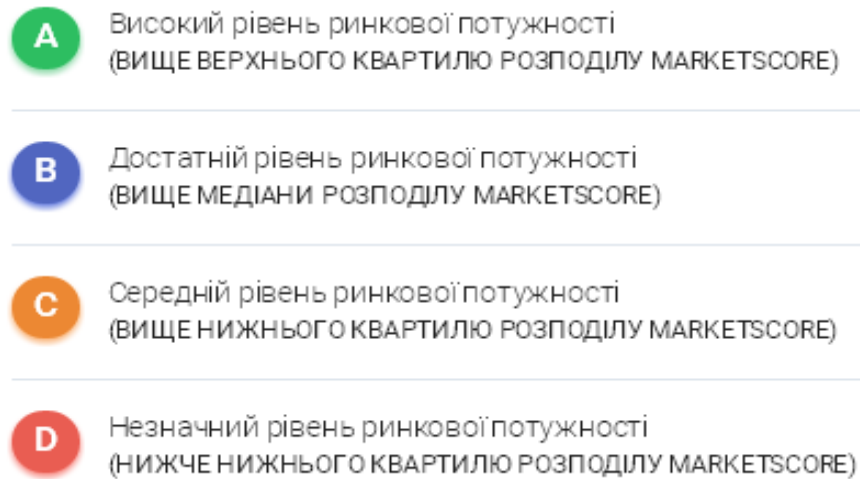 A
Високий рівень ринкової потужності
(ВИЩЕ ВЕРХНЬОГО КВАРТИЛЮ РОЗПОДІЛУ MARKETSCORE)
B
Достатній рівень ринкової потужності
(ВИЩЕ МЕДІАНИ РОЗПОДІЛУ MARKETSCORE)
C
Середній рівень ринкової потужності
(ВИЩЕ НИЖНЬОГО КВАРТИЛЮ РОЗПОДІЛУ MARKETSCORE)
D
Незначний рівень ринкової потужності
(НИЖЧЕ НИЖНЬОГО КВАРТИЛЮ РОЗПОДІЛУ MARKETSCORE)